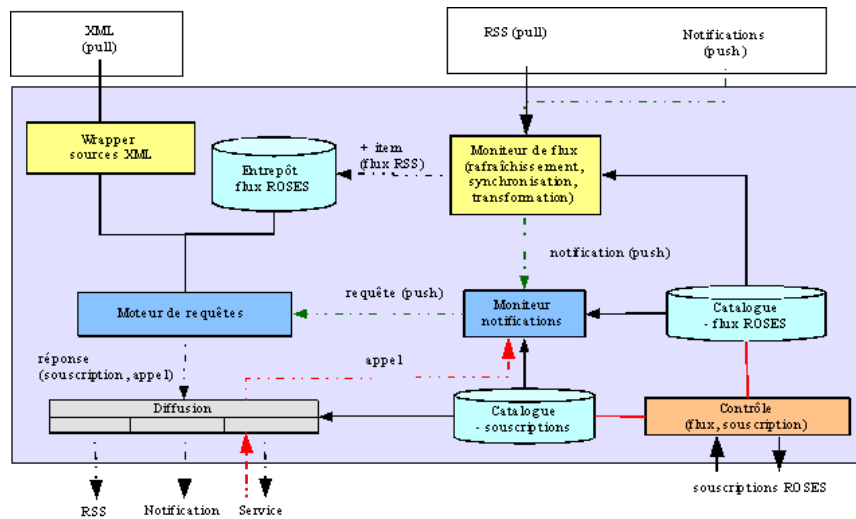 XML
(pull)
RSS (pull)
Notifications
(push)
Wrapper
sources XML
Entrepôt
flux ROSES
+ item
(flux RSS)
Moniteur de flux
(rafraîchissement,
synchronisation,
transformation)
notification (push)
Moteur de requêtes
requête (push)
Moniteur
notifications
Catalogue
- flux ROSES
réponse
(souscription, appel)
appel
Diffusion
Catalogue
- souscriptions
Contrôle
(flux, souscription)
RSS
Notification
Service
souscriptions ROSES